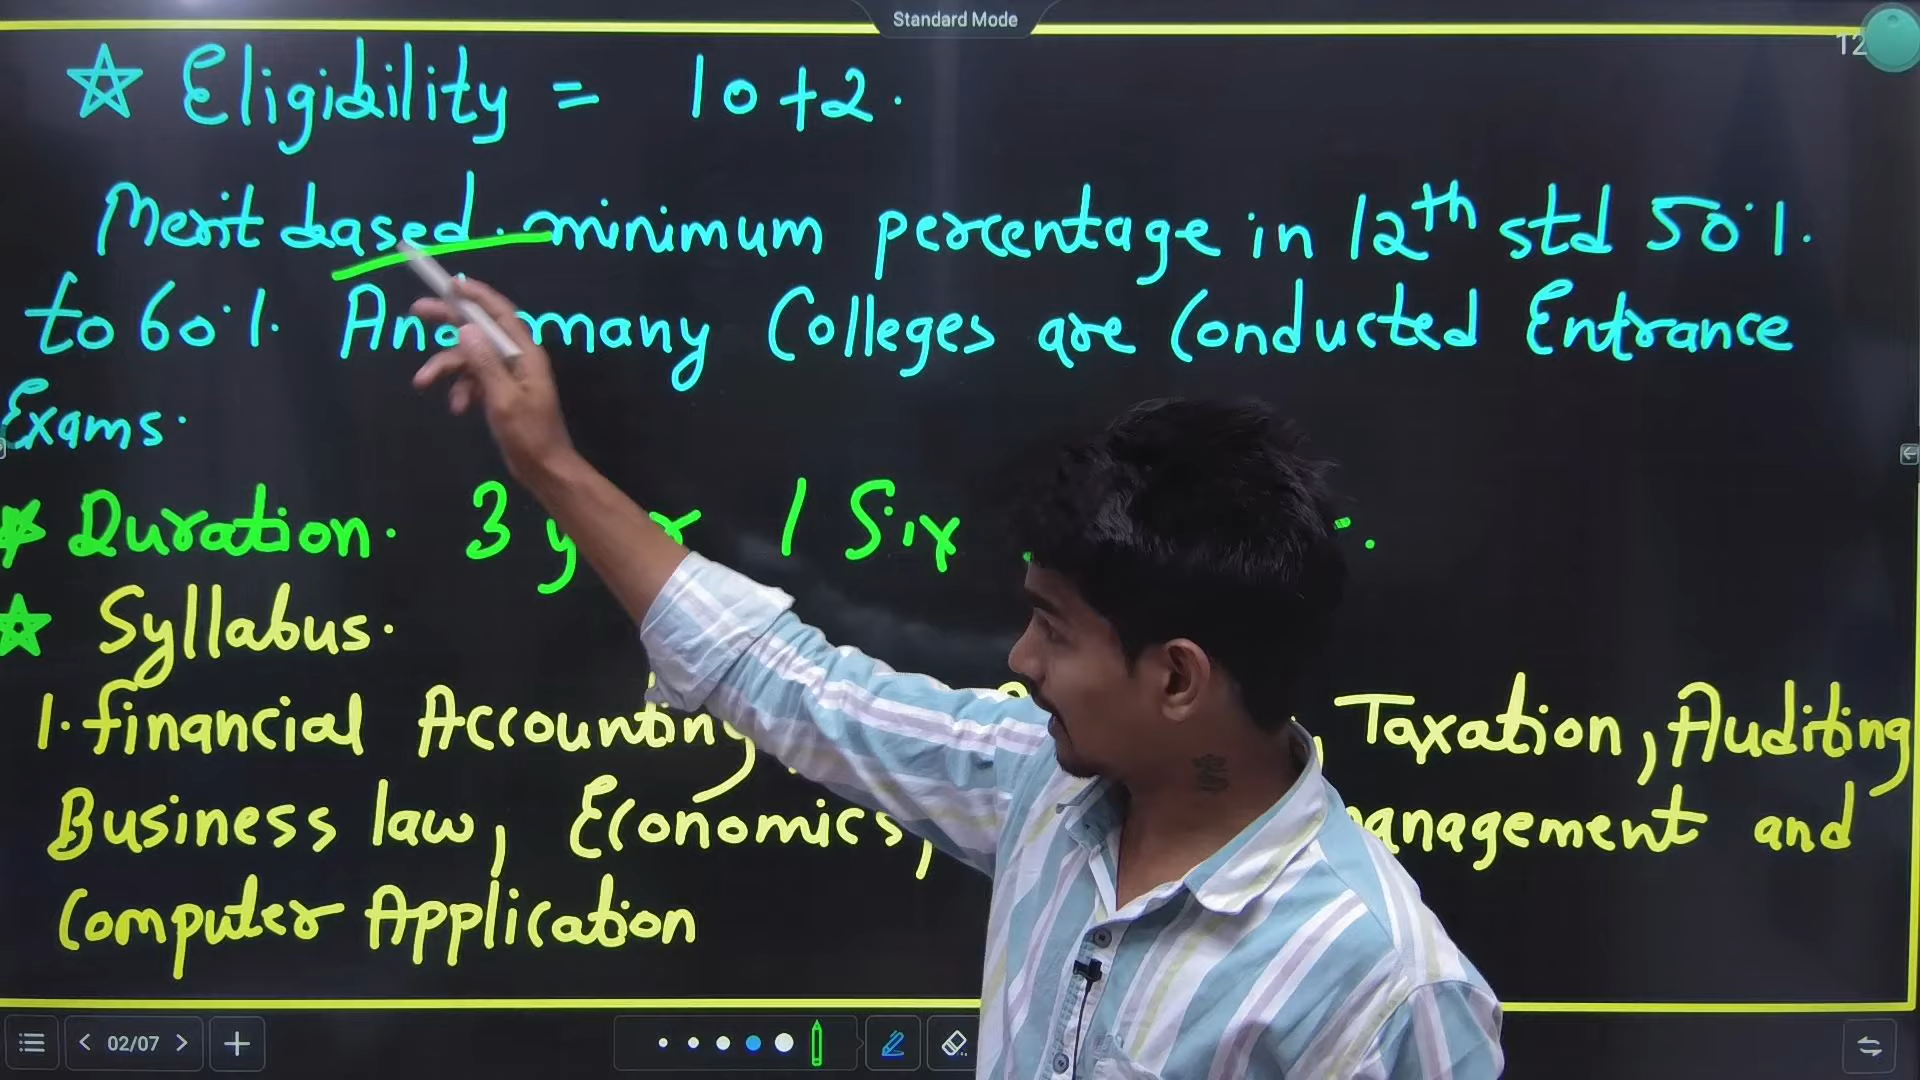 Standard Mode
12
☆ Eligibility = 10+2.
Merit based. minimum percentage in 12th std 50%.
to 60%. And many Colleges are Conducted Entrance
Exams.
☆ Duration. 3 year / Six
☆ Syllabus.
1. financial Accounting, Taxation, Auditing
Business law, Economics, management and
Computer Application
02/07